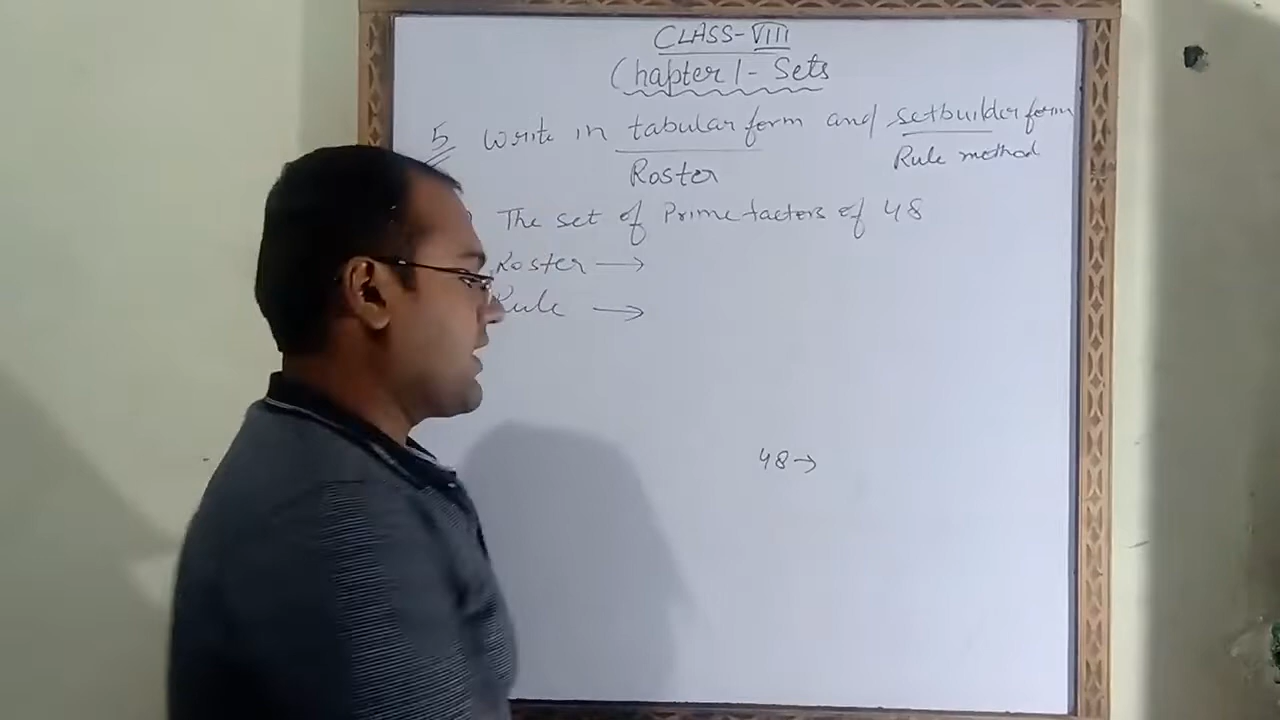 CLASS-VIII
Chapter 1- Sets
5 Write in tabular form and setbuilder form
Roster Rule method
The set of Prime factors of 48
Roster →
Rule →
48→